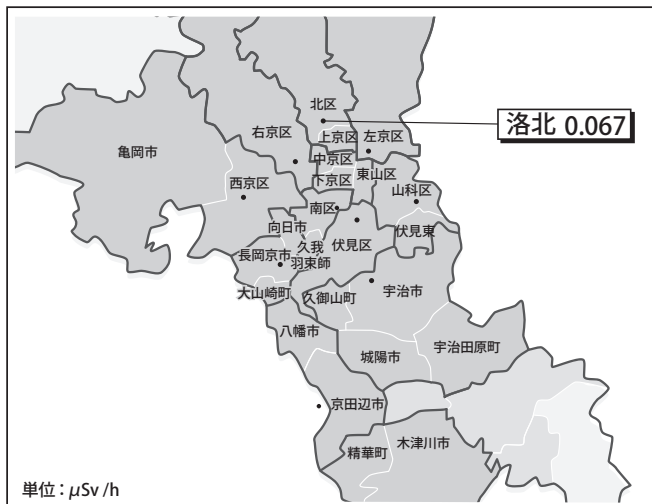 北区
洛北 0.067
上京区
左京区
右京区
亀岡市
中京区
東山区
下京区
西京区
山科区
南区
向日市
伏見区
伏見東
久我
羽束師
長岡京市
大山崎町
久御山町
宇治市
八幡市
宇治田原町
城陽市
京田辺市
木津川市
精華町
単位：μSv /h